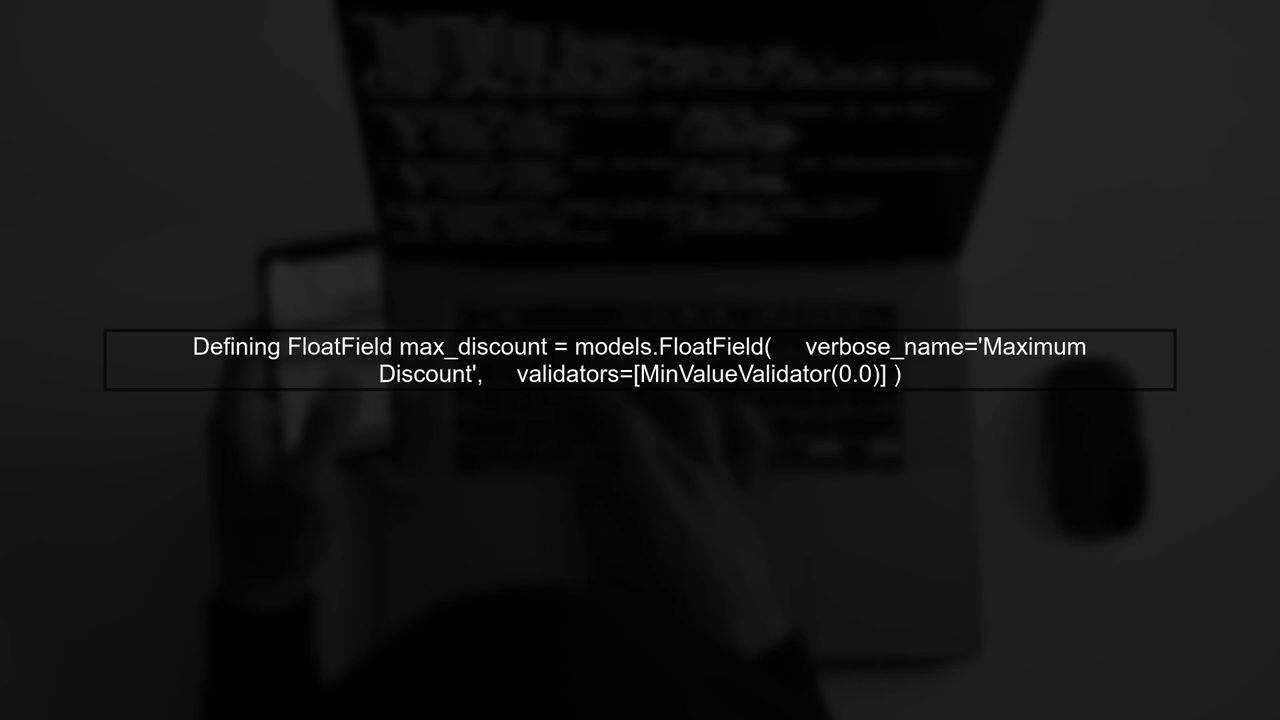 Defining FloatField max_discount = models.FloatField(     verbose_name='Maximum
Discount',     validators=[MinValueValidator(0.0)] )